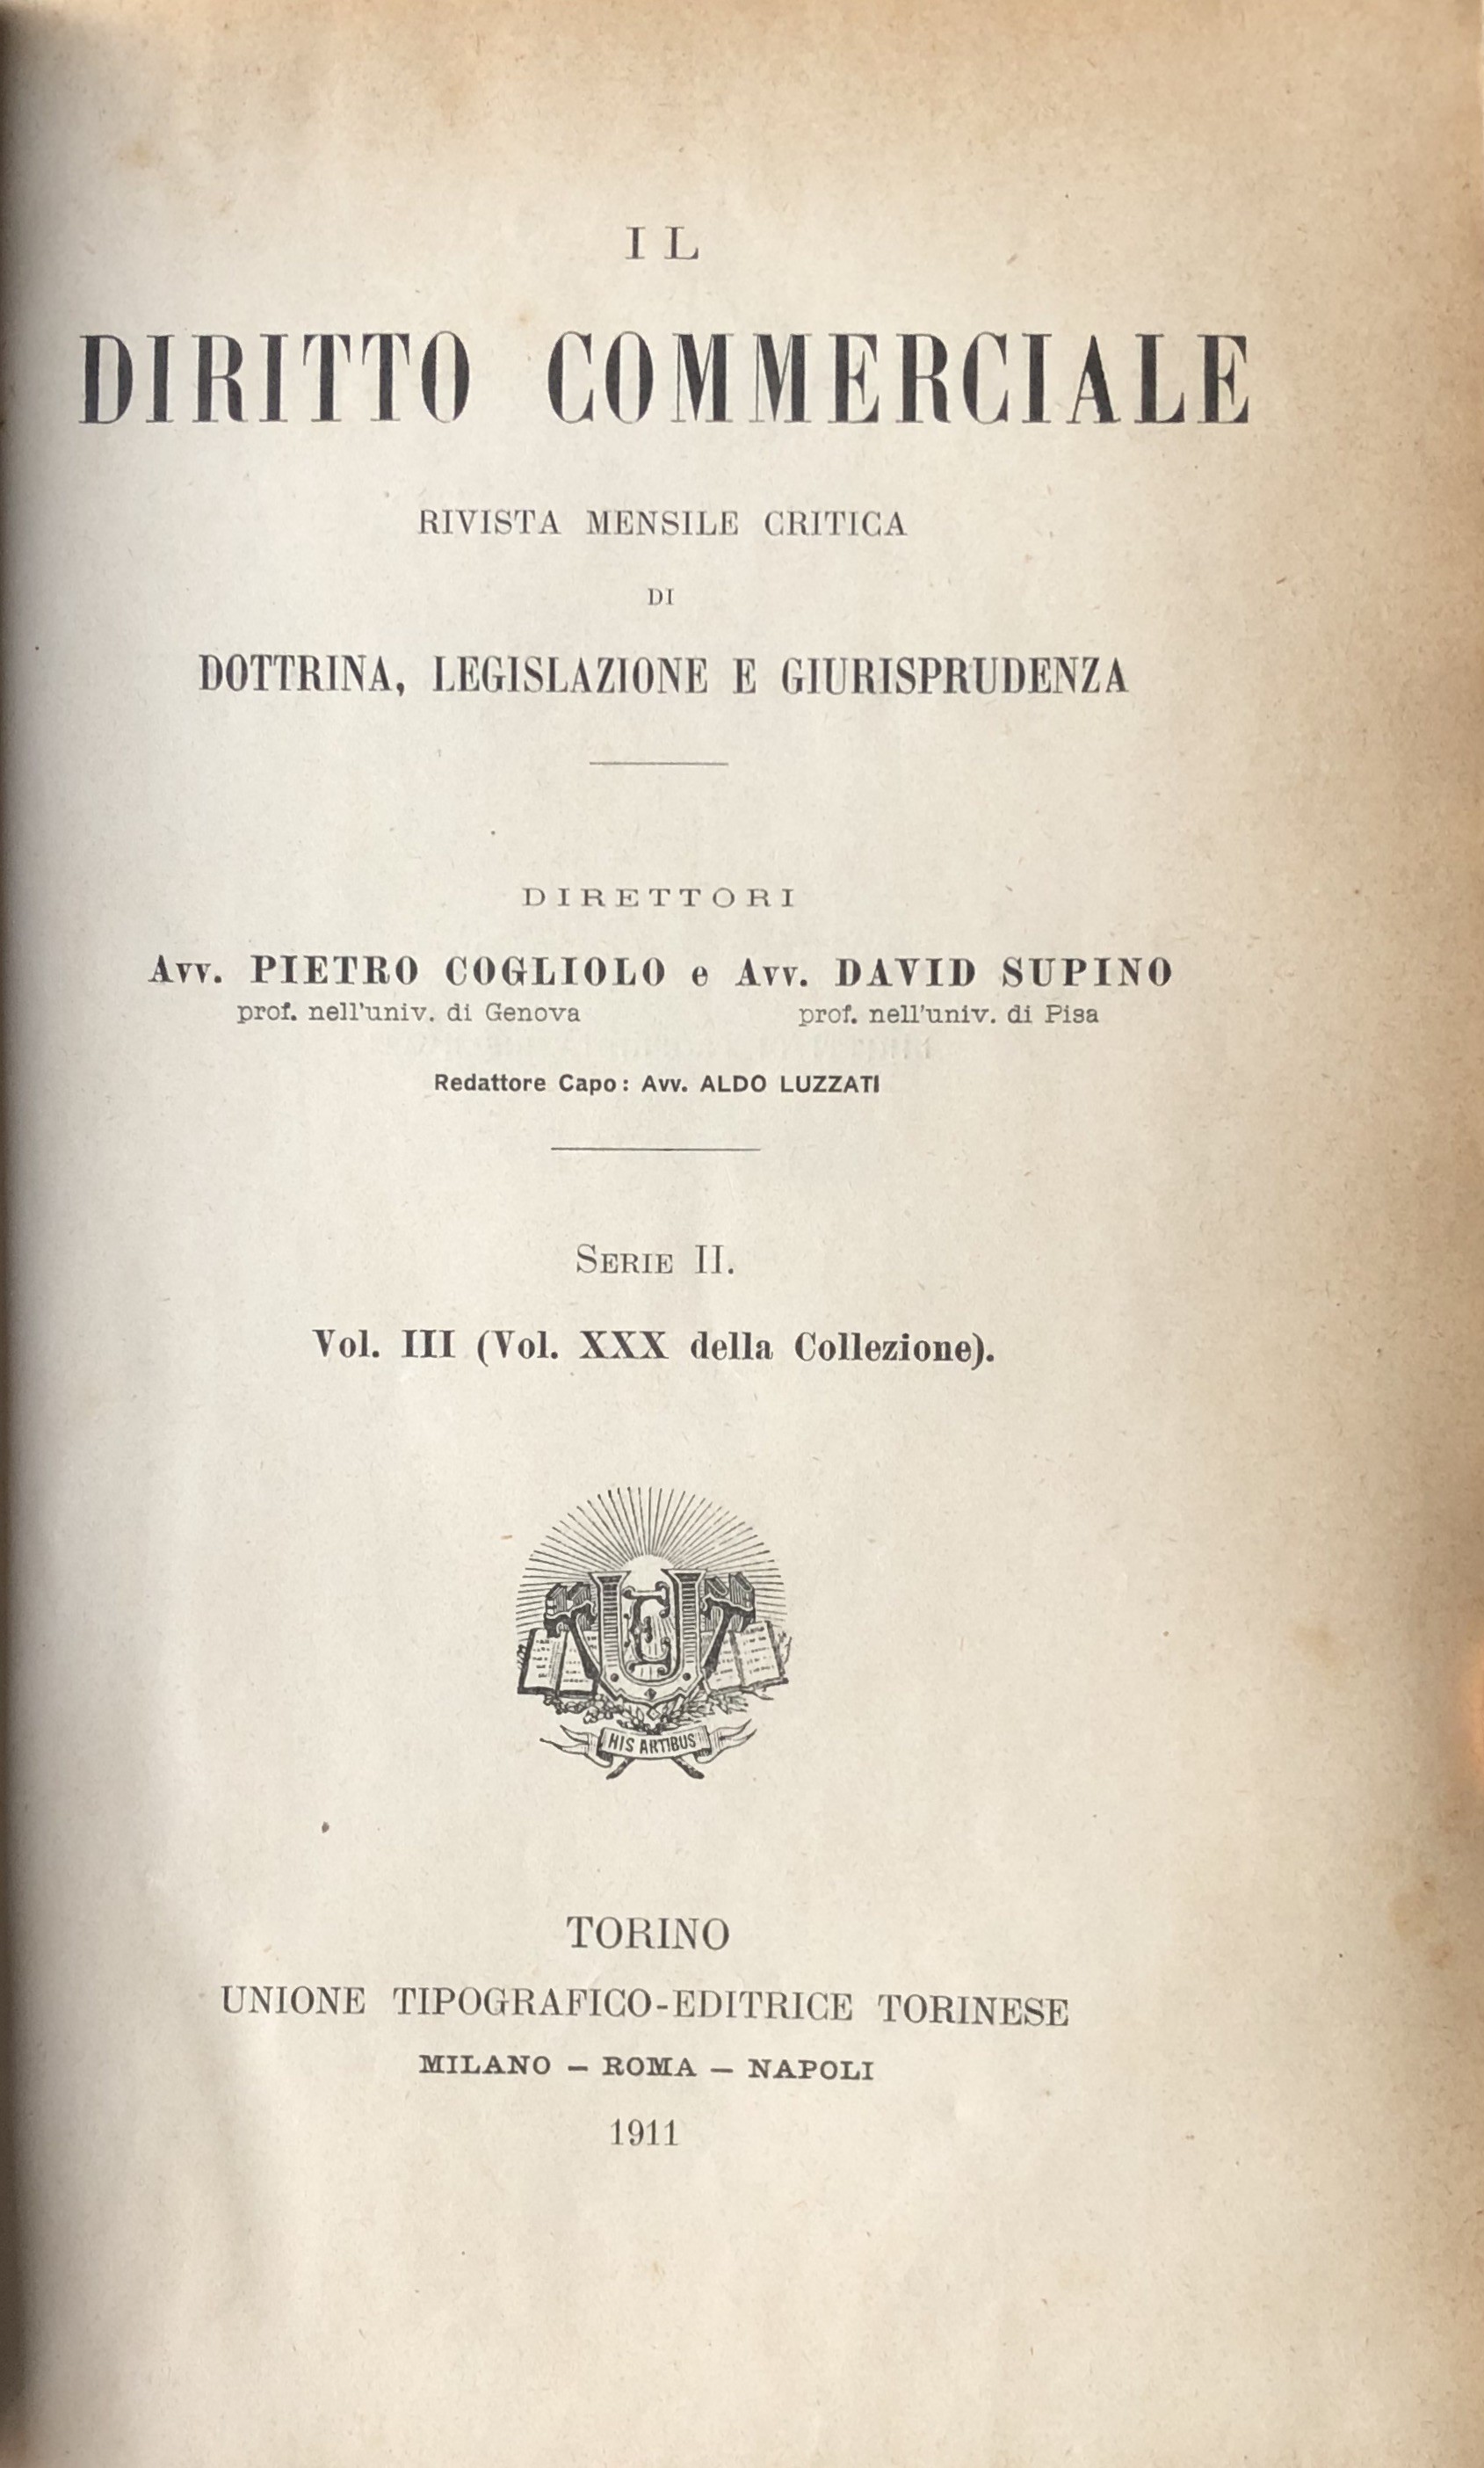 IL
DIRITTO COMMERCIALE
RIVISTA MENSILE CRITICA
DI
DOTTRINA, LEGISLAZIONE E GIURISPRUDENZA
DIRETTORI
Avv. PIETRO COGLIOLO e Avv. DAVID SUPINO
prof. nell'univ. di Genova prof. nell'univ. di Pisa
Redattore Capo: Avv. ALDO LUZZATI
SERIE II.
Vol. III (Vol. XXX della Collezione).
HIS ARTIBUS
TORINO
UNIONE TIPOGRAFICO-EDITRICE TORINESE
MILANO — ROMA — NAPOLI
1911